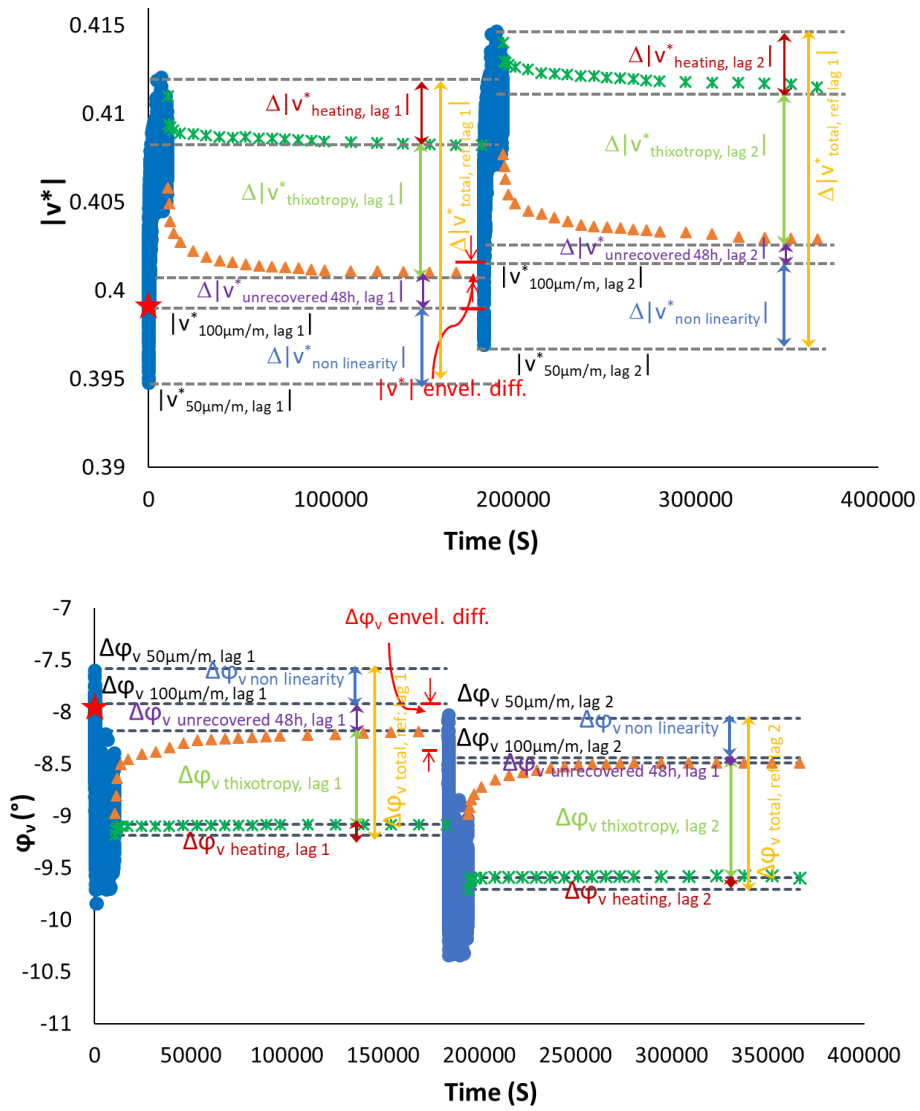 0.415
0.41
0.405
0.4
0.395
0.39
|v*|
0
100000
200000
300000
400000
Time (S)
Δ|v*heating, lag 1|
Δ|v*thixotropy, lag 1|
Δ|v*total, ref lag 1|
Δ|v*unrecovered 48h, lag 1|
|v*100μm/m, lag 1|
Δ|v*non linearity|
|v*50μm/m, lag 1|
|v*| envel. diff.
Δ|v*heating, lag 2|
Δ|v*thixotropy, lag 2|
Δ|v*total, ref lag 1|
Δ|v*unrecovered 48h, lag 2|
|v*100μm/m, lag 2|
Δ|v*non linearity|
|v*50μm/m, lag 2|
-7
-7.5
-8
-8.5
-9
-9.5
-10
-10.5
-11
φv (°)
0
50000
100000
150000
200000
250000
300000
350000
400000
Time (S)
Δφv envel. diff.
Δφv 50μm/m, lag 1
Δφv non linearity
Δφv 100μm/m, lag 1
Δφv unrecovered 48h, lag 1
Δφv thixotropy, lag 1
Δφv total, ref; lag 1
Δφv heating, lag 1
Δφv 50μm/m, lag 2
Δφv non linearity
Δφv 100μm/m, lag 2
Δφv unrecovered 48h, lag 1
Δφv thixotropy, lag 2
Δφv total, ref lag 2
Δφv heating, lag 2